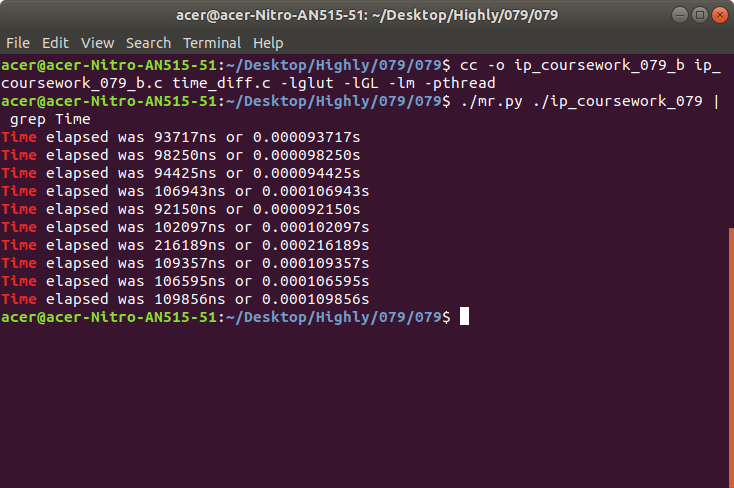 acer@acer-Nitro-AN515-51: ~/Desktop/Highly/079/079
File Edit View Search Terminal Help
acer@acer-Nitro-AN515-51:~/Desktop/Highly/079/079$ cc -o ip_coursework_079_b ip_
coursework_079_b.c time_diff.c -lglut -lGL -lm -pthread
acer@acer-Nitro-AN515-51:~/Desktop/Highly/079/079$ ./mr.py ./ip_coursework_079 |
 grep Time
Time elapsed was 93717ns or 0.000093717s
Time elapsed was 98250ns or 0.000098250s
Time elapsed was 94425ns or 0.000094425s
Time elapsed was 106943ns or 0.000106943s
Time elapsed was 92150ns or 0.000092150s
Time elapsed was 102097ns or 0.000102097s
Time elapsed was 216189ns or 0.000216189s
Time elapsed was 109357ns or 0.000109357s
Time elapsed was 106595ns or 0.000106595s
Time elapsed was 109856ns or 0.000109856s
acer@acer-Nitro-AN515-51:~/Desktop/Highly/079/079$